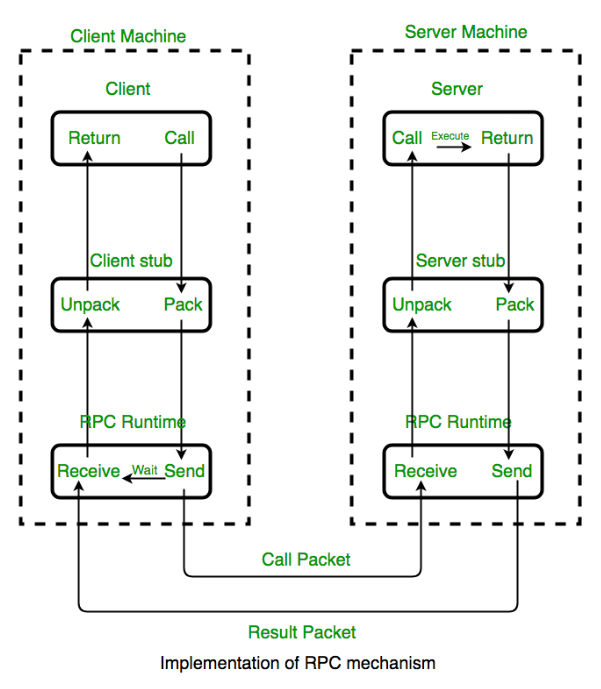 Client Machine
Server Machine
Client
Server
Return Call
Call Execute Return
Client stub
Server stub
Unpack Pack
Unpack Pack
RPC Runtime
RPC Runtime
Receive Wait Send
Receive Send
Call Packet
Result Packet
Implementation of RPC mechanism